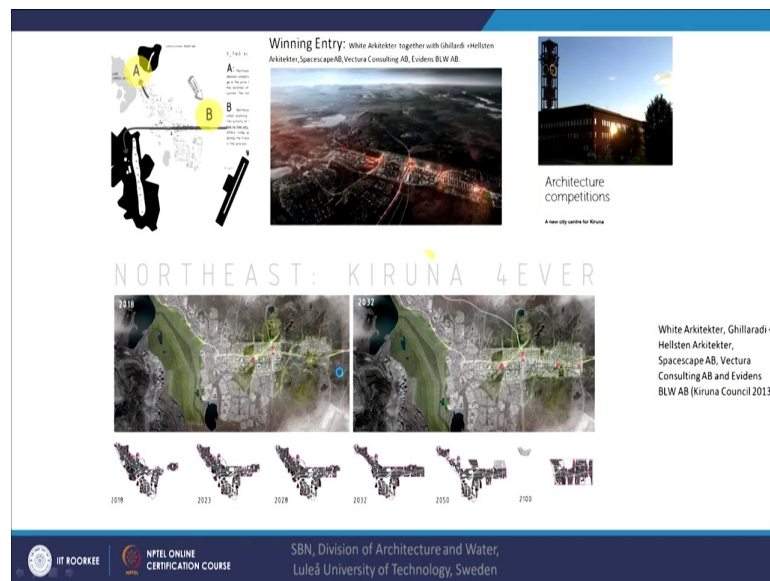 Winning Entry: White Arkitekter together with Ghillardi +Hellsten
Arkitekter,SpacescapeAB,Vectura Consulting AB, Evidens BLW AB.
A
B
A:
B
Architecture
competitions
A new city centre for Kiruna
NORTHEAST: KIRUNA 4EVER
2018
2032
White Arkitekter, Ghillaradi +
Hellsten Arkitekter,
Spacescape AB, Vectura
Consulting AB and Evidens
BLW AB (Kiruna Council 2013
2018
2023
2028
2032
2050
2100
IIT ROORKEE
NPTEL ONLINE
CERTIFICATION COURSE
SBN, Division of Architecture and Water,
Luleå University of Technology, Sweden